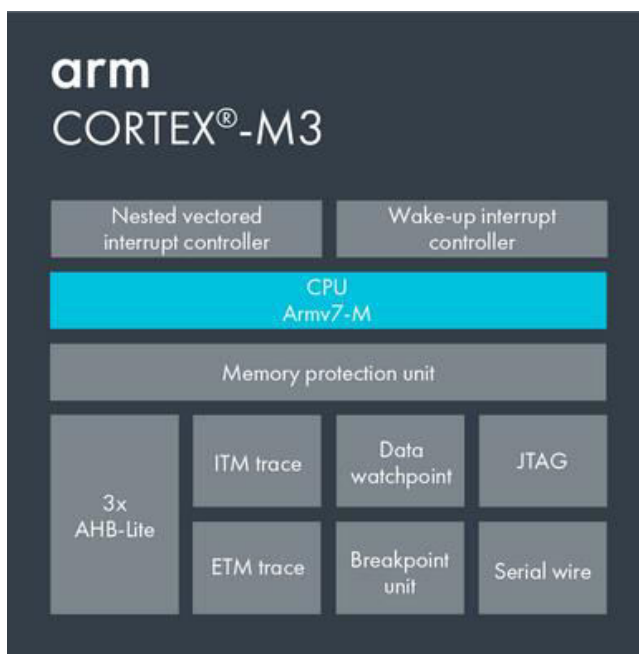 arm
CORTEX®-M3
Nested vectored
interrupt controller
Wake-up interrupt
controller
CPU
Armv7-M
Memory protection unit
3x
AHB-Lite
ITM trace
Data
watchpoint
JTAG
ETM trace
Breakpoint
unit
Serial wire